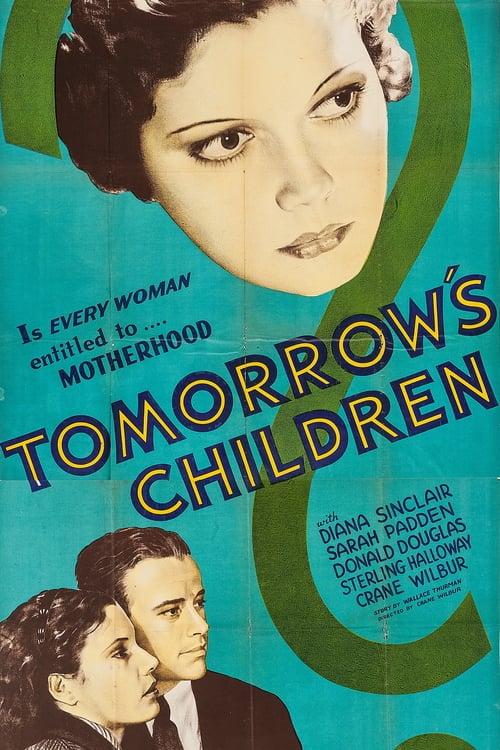 Is EVERY WOMAN
entitled to ....
MOTHERHOOD
TOMORROW'S
CHILDREN
with
DIANA SINCLAIR
SARAH PADDEN
DONALD DOUGLAS
STERLING HALLOWAY
CRANE WILBUR
STORY BY WALLACE THURMAN
DIRECTED BY CRANE WILBUR